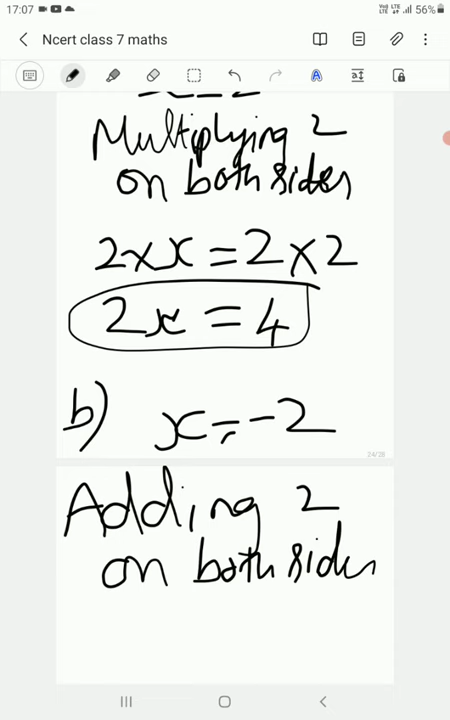 17:07 56%
Ncert class 7 maths
x = 2
Multiplying 2
on both sides
2 × x = 2 × 2
2x = 4
b) x = -2
24/28
Adding 2
on both sides